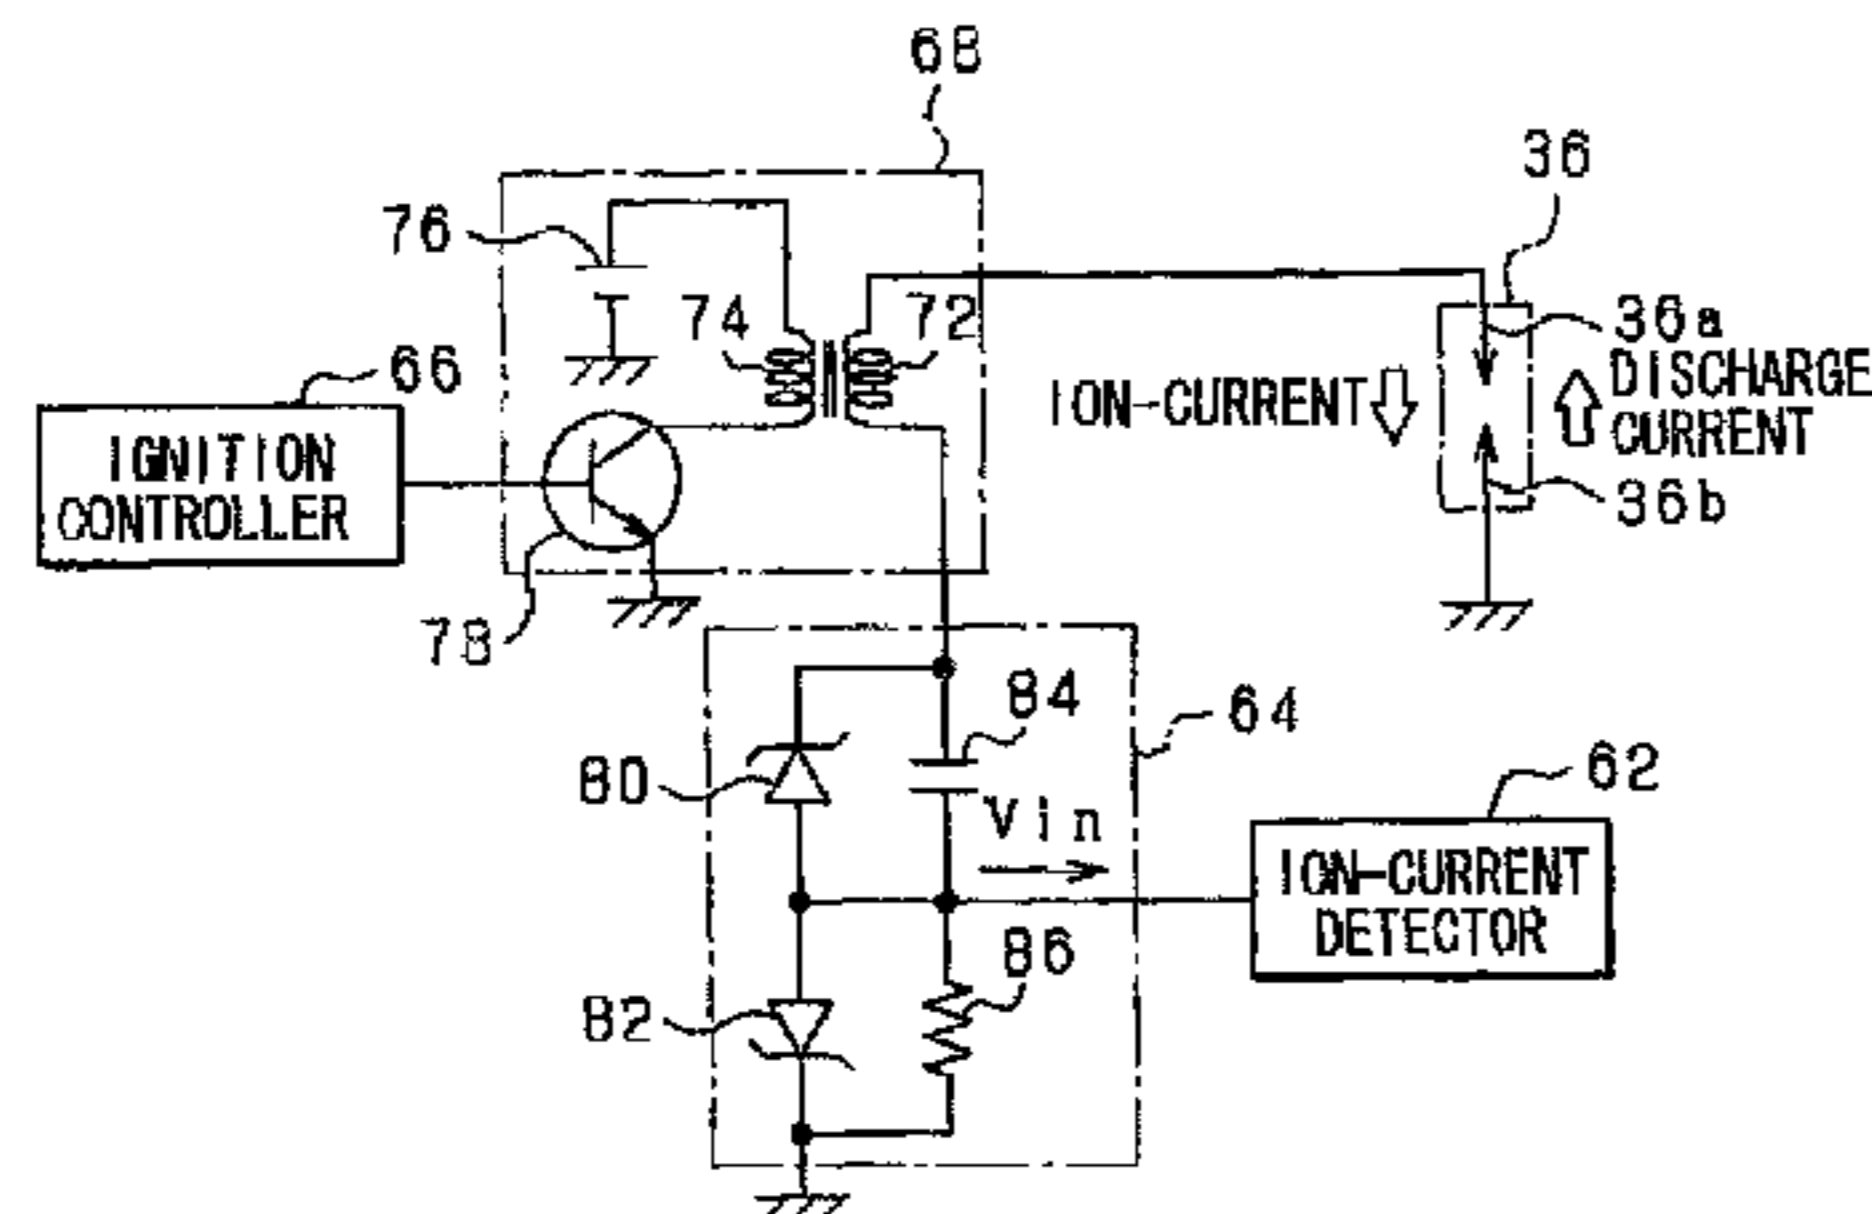 68
36
76
74
72
36a
66
ION-CURRENT
DISCHARGE
CURRENT
IGNITION
CONTROLLER
36b
78
84
64
80
Vin
62
ION-CURRENT
DETECTOR
86
82